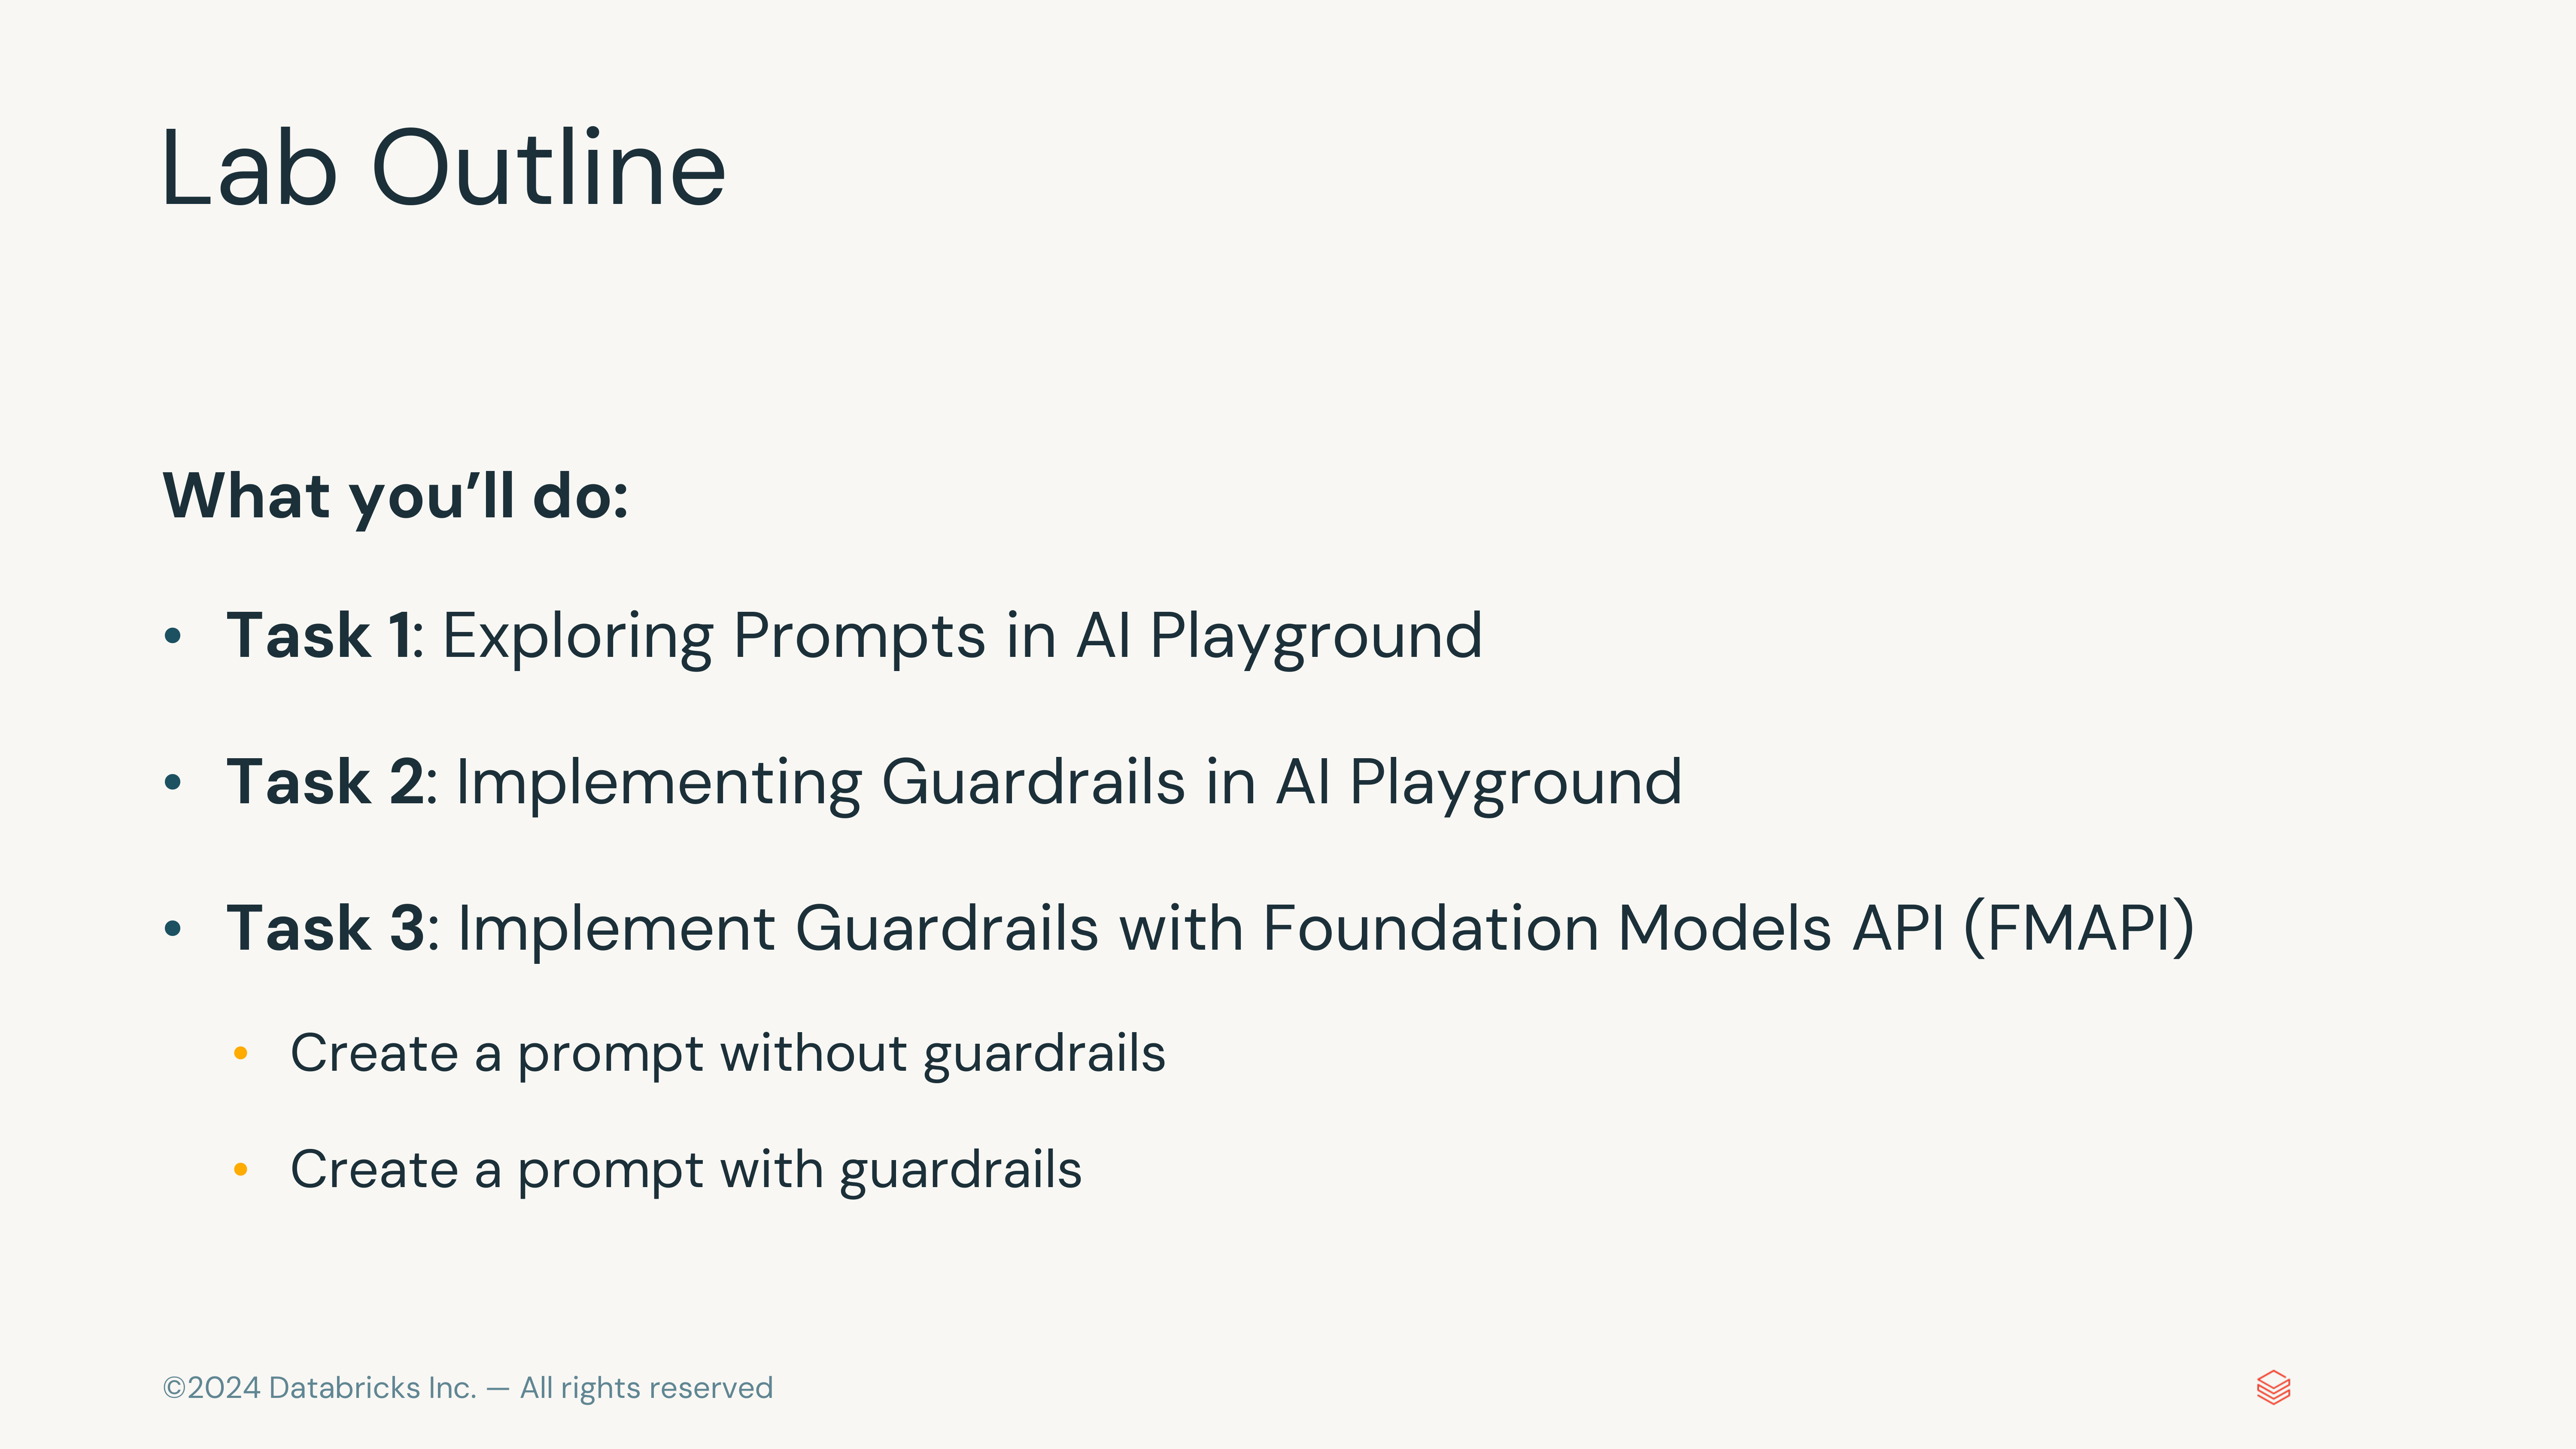 Lab Outline
What you’ll do:
• Task 1: Exploring Prompts in AI Playground
• Task 2: Implementing Guardrails in AI Playground
• Task 3: Implement Guardrails with Foundation Models API (FMAPI)
• Create a prompt without guardrails
• Create a prompt with guardrails
©2024 Databricks Inc. — All rights reserved